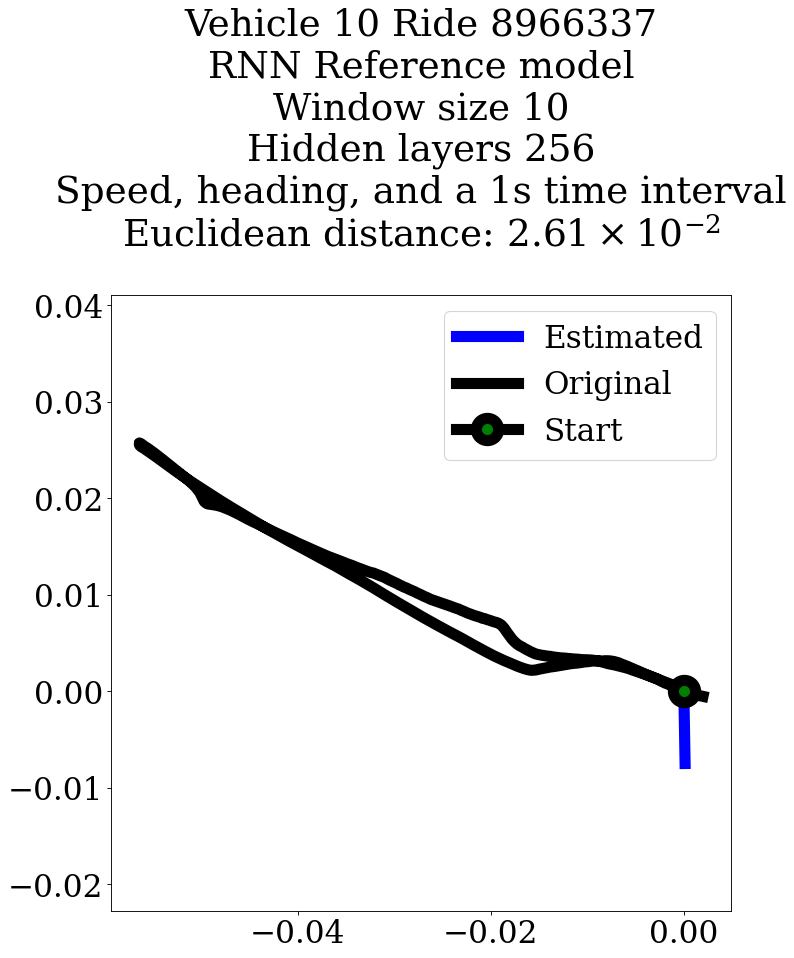 Vehicle 10 Ride 8966337
RNN Reference model
Window size 10
Hidden layers 256
Speed, heading, and a 1s time interval
Euclidean distance: 2.61 × 10⁻²
Estimated
Original
Start
0.04
0.03
0.02
0.01
0.00
−0.01
−0.02
−0.04 −0.02 0.00